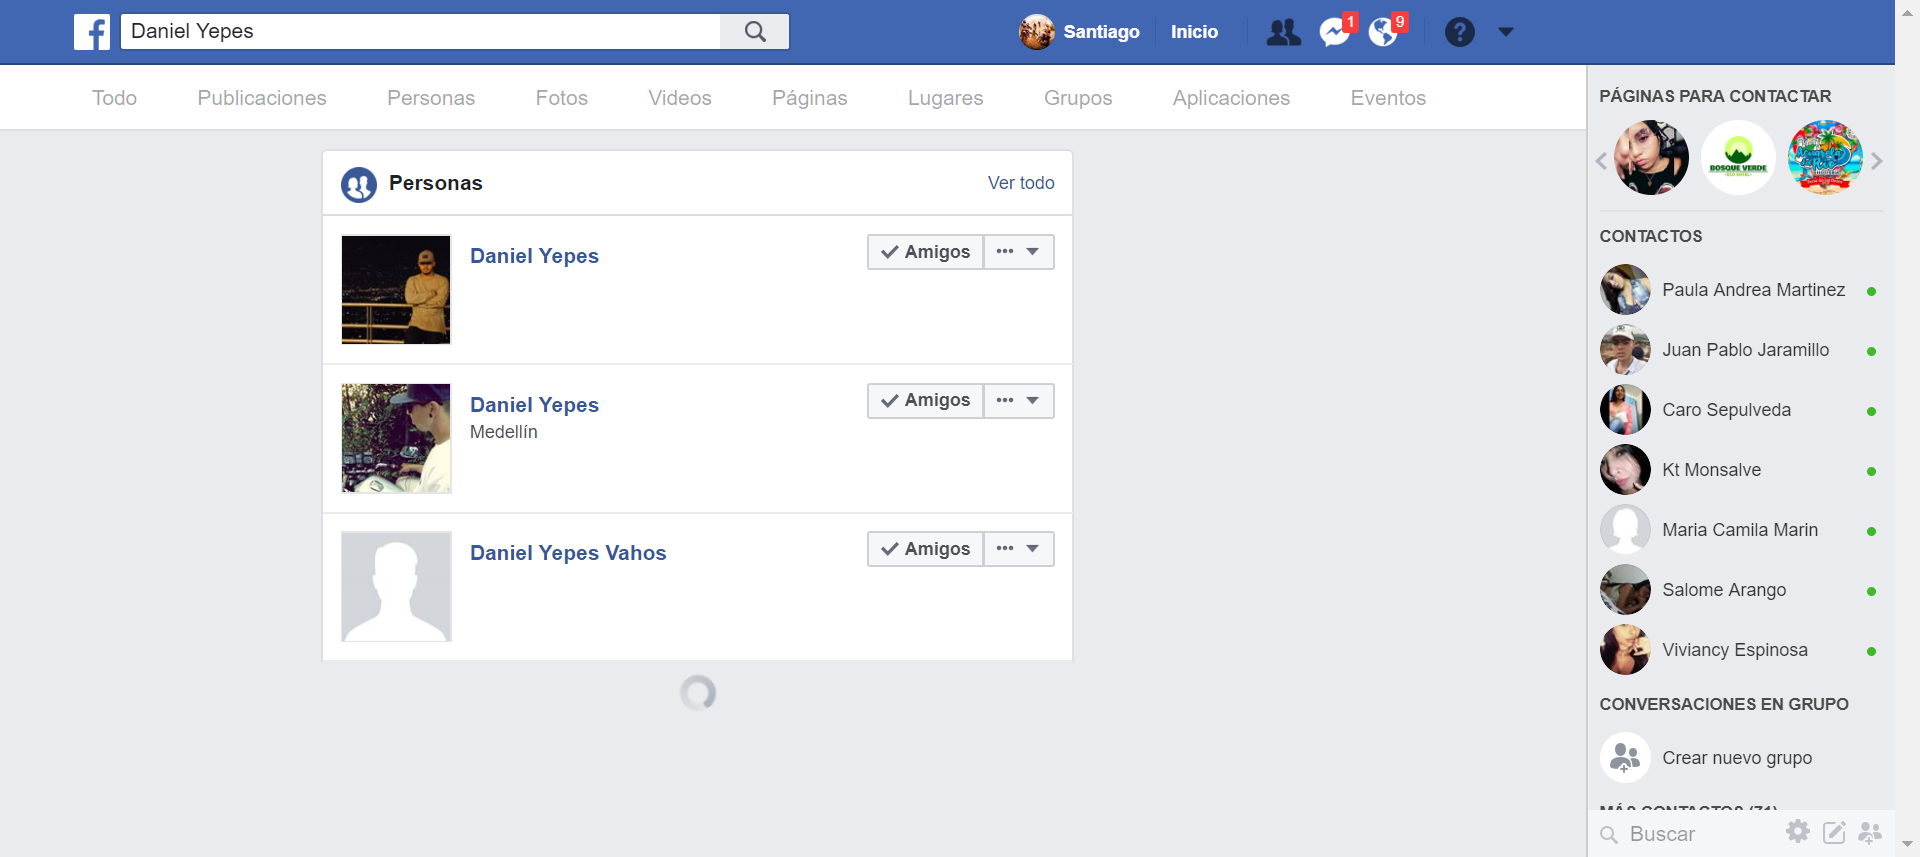 Daniel Yepes
Santiago
Inicio
1
9
Todo
Publicaciones
Personas
Fotos
Videos
Páginas
Lugares
Grupos
Aplicaciones
Eventos
Personas
Ver todo
Daniel Yepes
Amigos
Daniel Yepes
Medellín
Amigos
Daniel Yepes Vahos
Amigos
PÁGINAS PARA CONTACTAR
BOSQUE VERDE
CONTACTOS
Paula Andrea Martinez
Juan Pablo Jaramillo
Caro Sepulveda
Kt Monsalve
Maria Camila Marin
Salome Arango
Viviancy Espinosa
CONVERSACIONES EN GRUPO
Crear nuevo grupo
MÁS CONTACTOS (71)
Buscar